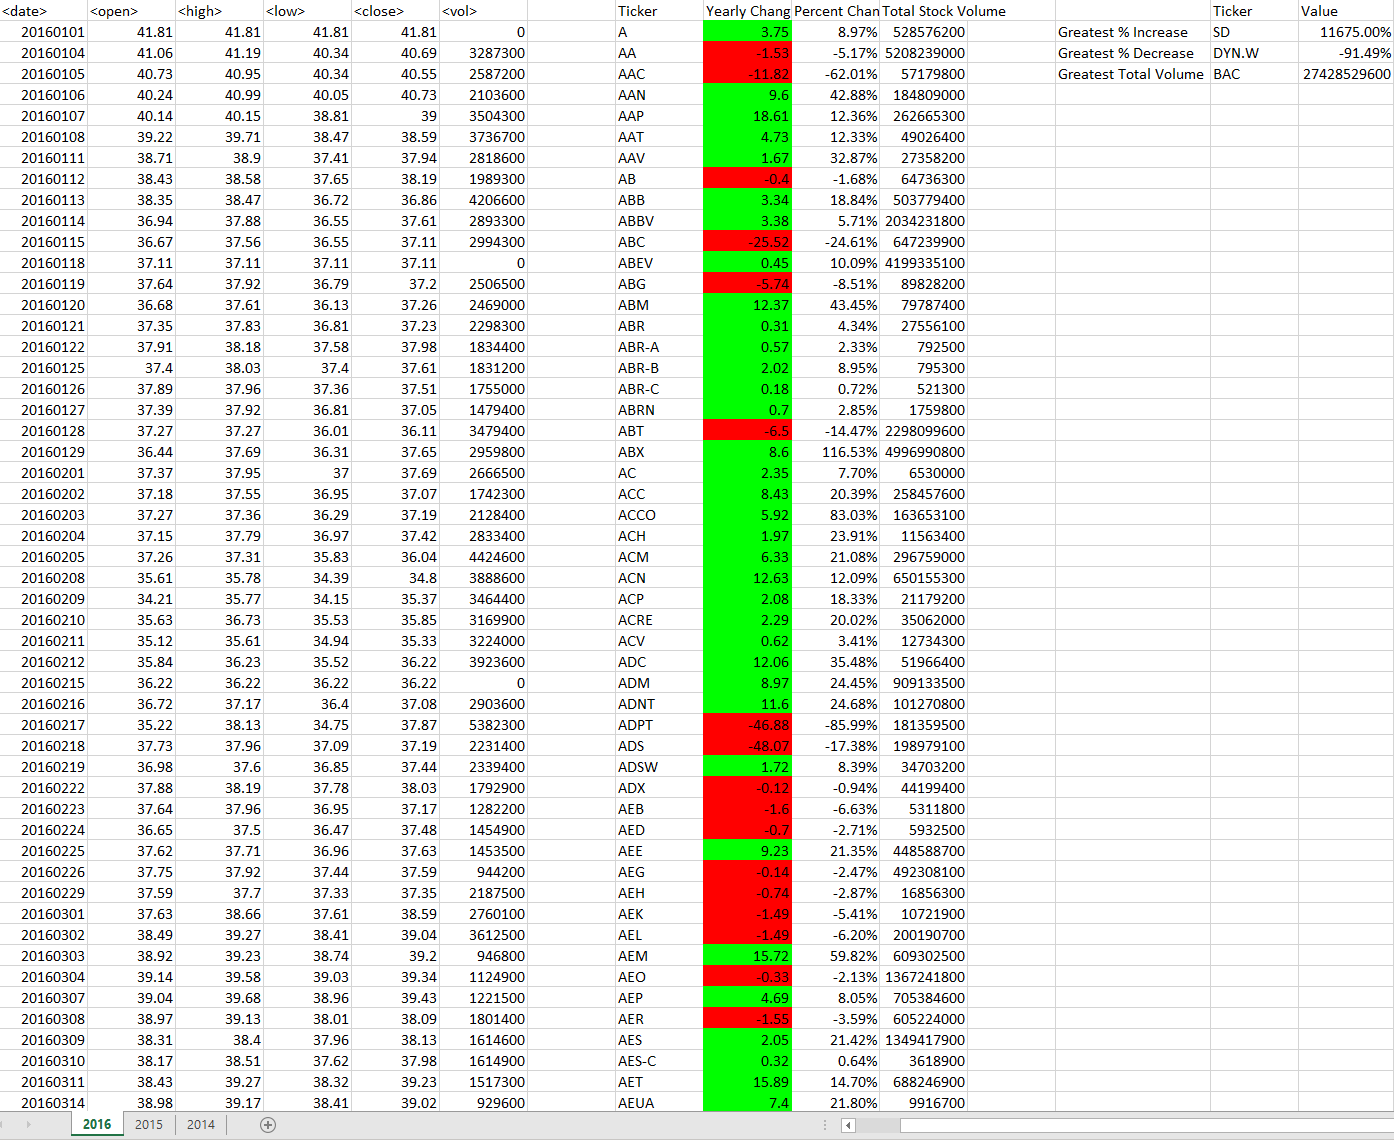 <date> <open> <high> <low> <close> <vol> Ticker Yearly Chang Percent Chan Total Stock Volume Ticker Value
20160101 41.81 41.81 41.81 41.81 0 A 3.75 8.97% 528576200 Greatest % Increase SD 11675.00%
20160104 41.06 41.19 40.34 40.69 3287300 AA -1.53 -5.17% 5208239000 Greatest % Decrease DYN.W -91.49%
20160105 40.73 40.95 40.34 40.55 2587200 AAC -11.82 -62.01% 57179800 Greatest Total Volume BAC 27428529600
20160106 40.24 40.99 40.05 40.73 2103600 AAN 9.6 42.88% 184809000
20160107 40.14 40.15 38.81 39 3504300 AAP 18.61 12.36% 262665300
20160108 39.22 39.71 38.47 38.59 3736700 AAT 4.73 12.33% 49026400
20160111 38.71 38.9 37.41 37.94 2818600 AAV 1.67 32.87% 27358200
20160112 38.43 38.58 37.65 38.19 1989300 AB -0.4 -1.68% 64736300
20160113 38.35 38.47 36.72 36.86 4206600 ABB 3.34 18.84% 503779400
20160114 36.94 37.88 36.55 37.61 2893300 ABBV 3.38 5.71% 2034231800
20160115 36.67 37.56 36.55 37.11 2994300 ABC -25.52 -24.61% 647239900
20160118 37.11 37.11 37.11 37.11 0 ABEV 0.45 10.09% 4199335100
20160119 37.64 37.92 36.79 37.2 2506500 ABG -5.74 -8.51% 89828200
20160120 36.68 37.61 36.13 37.26 2469000 ABM 12.37 43.45% 79787400
20160121 37.35 37.83 36.81 37.23 2298300 ABR 0.31 4.34% 27556100
20160122 37.91 38.18 37.58 37.98 1834400 ABR-A 0.57 2.33% 792500
20160125 37.4 38.03 37.4 37.61 1831200 ABR-B 2.02 8.95% 795300
20160126 37.89 37.96 37.36 37.51 1755000 ABR-C 0.18 0.72% 521300
20160127 37.39 37.92 36.81 37.05 1479400 ABRN 0.7 2.85% 1759800
20160128 37.27 37.27 36.01 36.11 3479400 ABT -6.5 -14.47% 2298099600
20160129 36.44 37.69 36.31 37.65 2959800 ABX 8.6 116.53% 4996990800
20160201 37.37 37.95 37 37.69 2666500 AC 2.35 7.70% 6530000
20160202 37.18 37.55 36.95 37.07 1742300 ACC 8.43 20.39% 258457600
20160203 37.27 37.36 36.29 37.19 2128400 ACCO 5.92 83.03% 163653100
20160204 37.15 37.79 36.97 37.42 2833400 ACH 1.97 23.91% 11563400
20160205 37.26 37.31 35.83 36.04 4424600 ACM 6.33 21.08% 296759000
20160208 35.61 35.78 34.39 34.8 3888600 ACN 12.63 12.09% 650155300
20160209 34.21 35.77 34.15 35.37 3464400 ACP 2.08 18.33% 21179200
20160210 35.63 36.73 35.53 35.85 3169900 ACRE 2.29 20.02% 35062000
20160211 35.12 35.61 34.94 35.33 3224000 ACV 0.62 3.41% 12734300
20160212 35.84 36.23 35.52 36.22 3923600 ADC 12.06 35.48% 51966400
20160215 36.22 36.22 36.22 36.22 0 ADM 8.97 24.45% 909133500
20160216 36.72 37.17 36.4 37.08 2903600 ADNT 11.6 24.68% 101270800
20160217 35.22 38.13 34.75 37.87 5382300 ADPT -46.88 -85.99% 181359500
20160218 37.73 37.96 37.09 37.19 2231400 ADS -48.07 -17.38% 198979100
20160219 36.98 37.6 36.85 37.44 2339400 ADSW 1.72 8.39% 34703200
20160222 37.88 38.19 37.78 38.03 1792900 ADX -0.12 -0.94% 44199400
20160223 37.64 37.96 36.95 37.17 1282200 AEB -1.6 -6.63% 5311800
20160224 36.65 37.5 36.47 37.48 1454900 AED -0.7 -2.71% 5932500
20160225 37.62 37.71 36.96 37.63 1453500 AEE 9.23 21.35% 448588700
20160226 37.75 37.92 37.44 37.59 944200 AEG -0.14 -2.47% 492308100
20160229 37.59 37.7 37.33 37.35 2187500 AEH -0.74 -2.87% 16856300
20160301 37.63 38.66 37.61 38.59 2760100 AEK -1.49 -5.41% 10721900
20160302 38.49 39.27 38.41 39.04 3612500 AEL -1.49 -6.20% 200190700
20160303 38.92 39.23 38.74 39.2 946800 AEM 15.72 59.82% 609302500
20160304 39.14 39.58 39.03 39.34 1124900 AEO -0.33 -2.13% 1367241800
20160307 39.04 39.68 38.96 39.43 1221500 AEP 4.69 8.05% 705384600
20160308 38.97 39.13 38.01 38.09 1801400 AER -1.55 -3.59% 605224000
20160309 38.31 38.4 37.96 38.13 1614600 AES 2.05 21.42% 1349417900
20160310 38.17 38.51 37.62 37.98 1614900 AES-C 0.32 0.64% 3618900
20160311 38.43 39.27 38.32 39.23 1517300 AET 15.89 14.70% 688246900
20160314 38.98 39.17 38.41 39.02 929600 AEUA 7.4 21.80% 9916700
2016 2015 2014